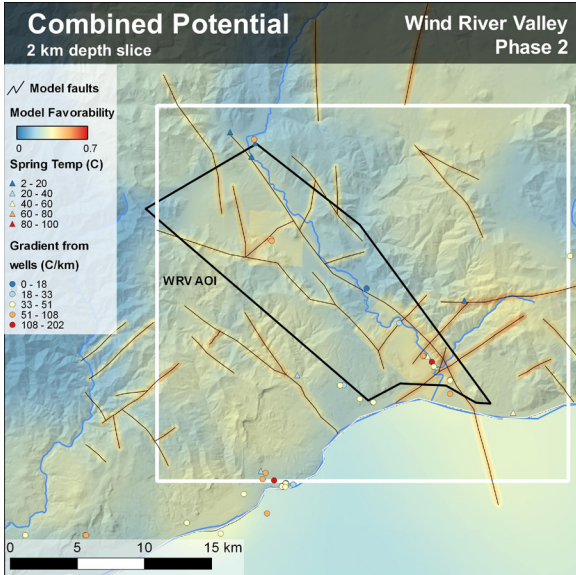 Combined Potential
2 km depth slice
Wind River Valley
Phase 2
Model faults
Model Favorability
0 0.7
Spring Temp (C)
2 - 20
20 - 40
40 - 60
60 - 80
80 - 100
Gradient from
wells (C/km)
0 - 18
18 - 33
33 - 51
51 - 108
108 - 202
WRV AOI
0 5 10 15 km